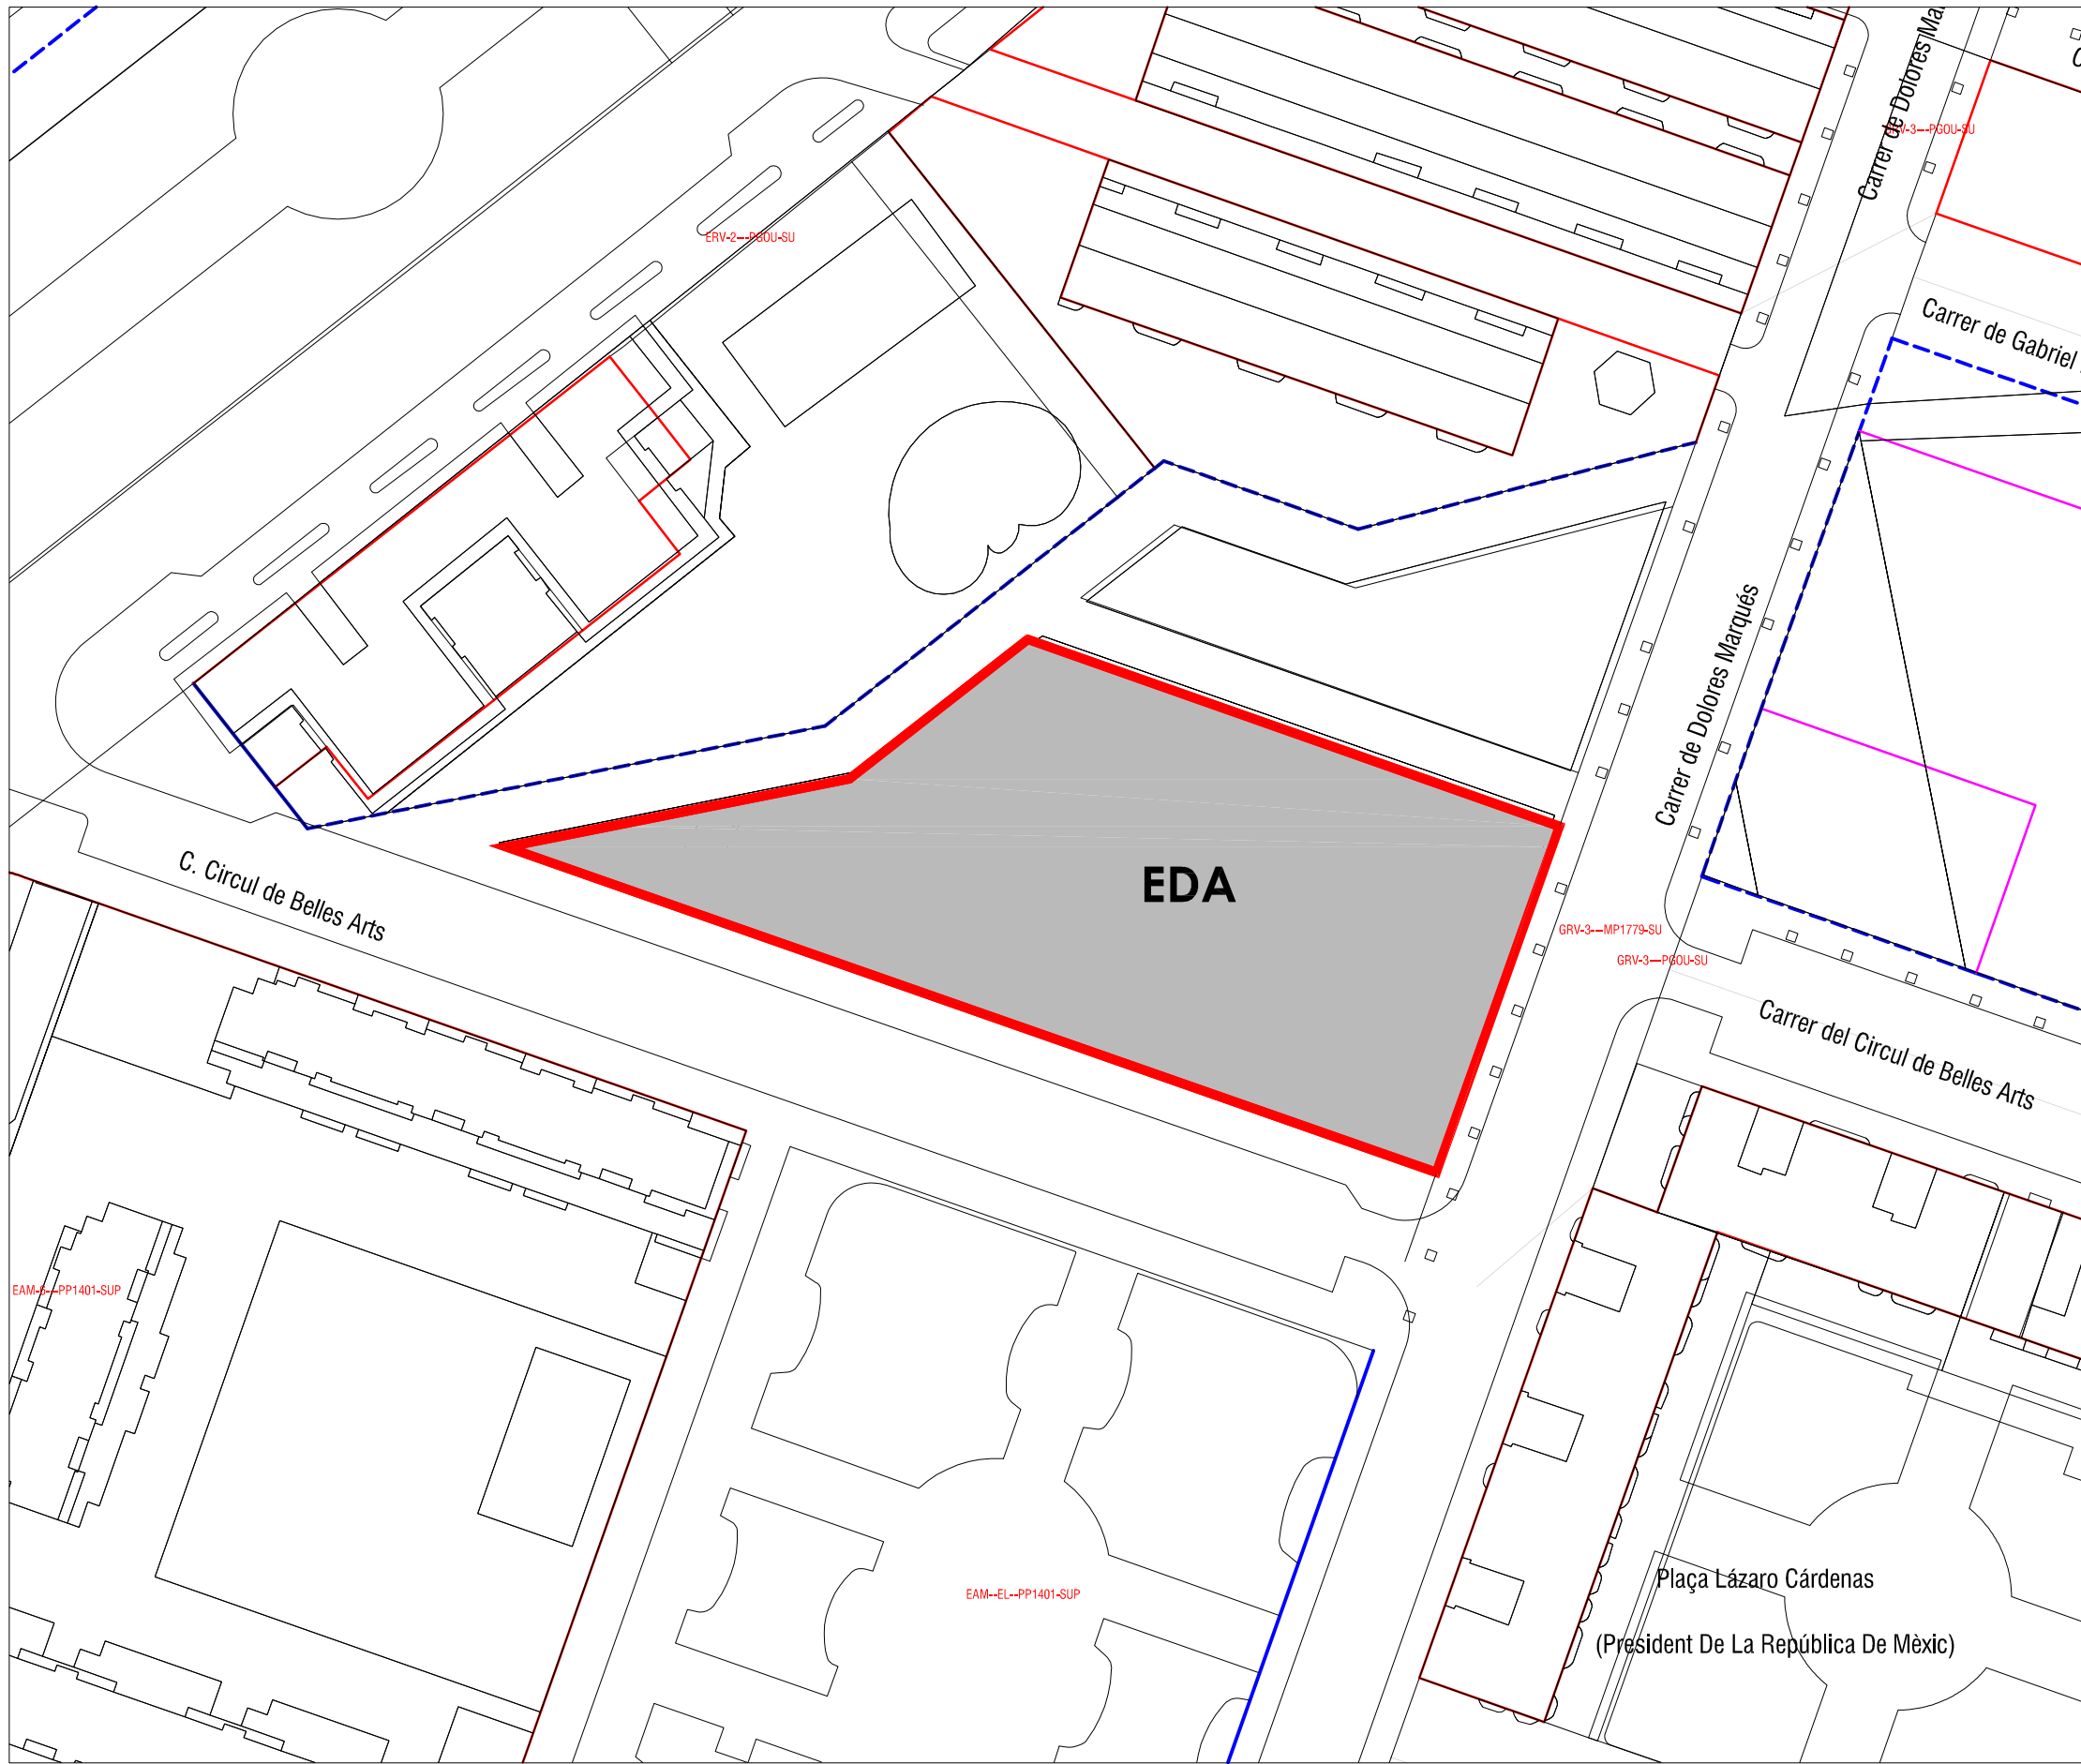 Carrer de Dolores Mar
C
GRV-3---PGOU-SU
ERV-2---PGOU-SU
Carrer de Gabriel
Carrer de Dolores Marqués
C. Circul de Belles Arts
EDA
GRV-3---MP1779-SU
GRV-3---PGOU-SU
Carrer del Circul de Belles Arts
EAM-6---PP1401-SUP
EAM--EL--PP1401-SUP
Plaça Lázaro Cárdenas
(President De La República De Mèxic)